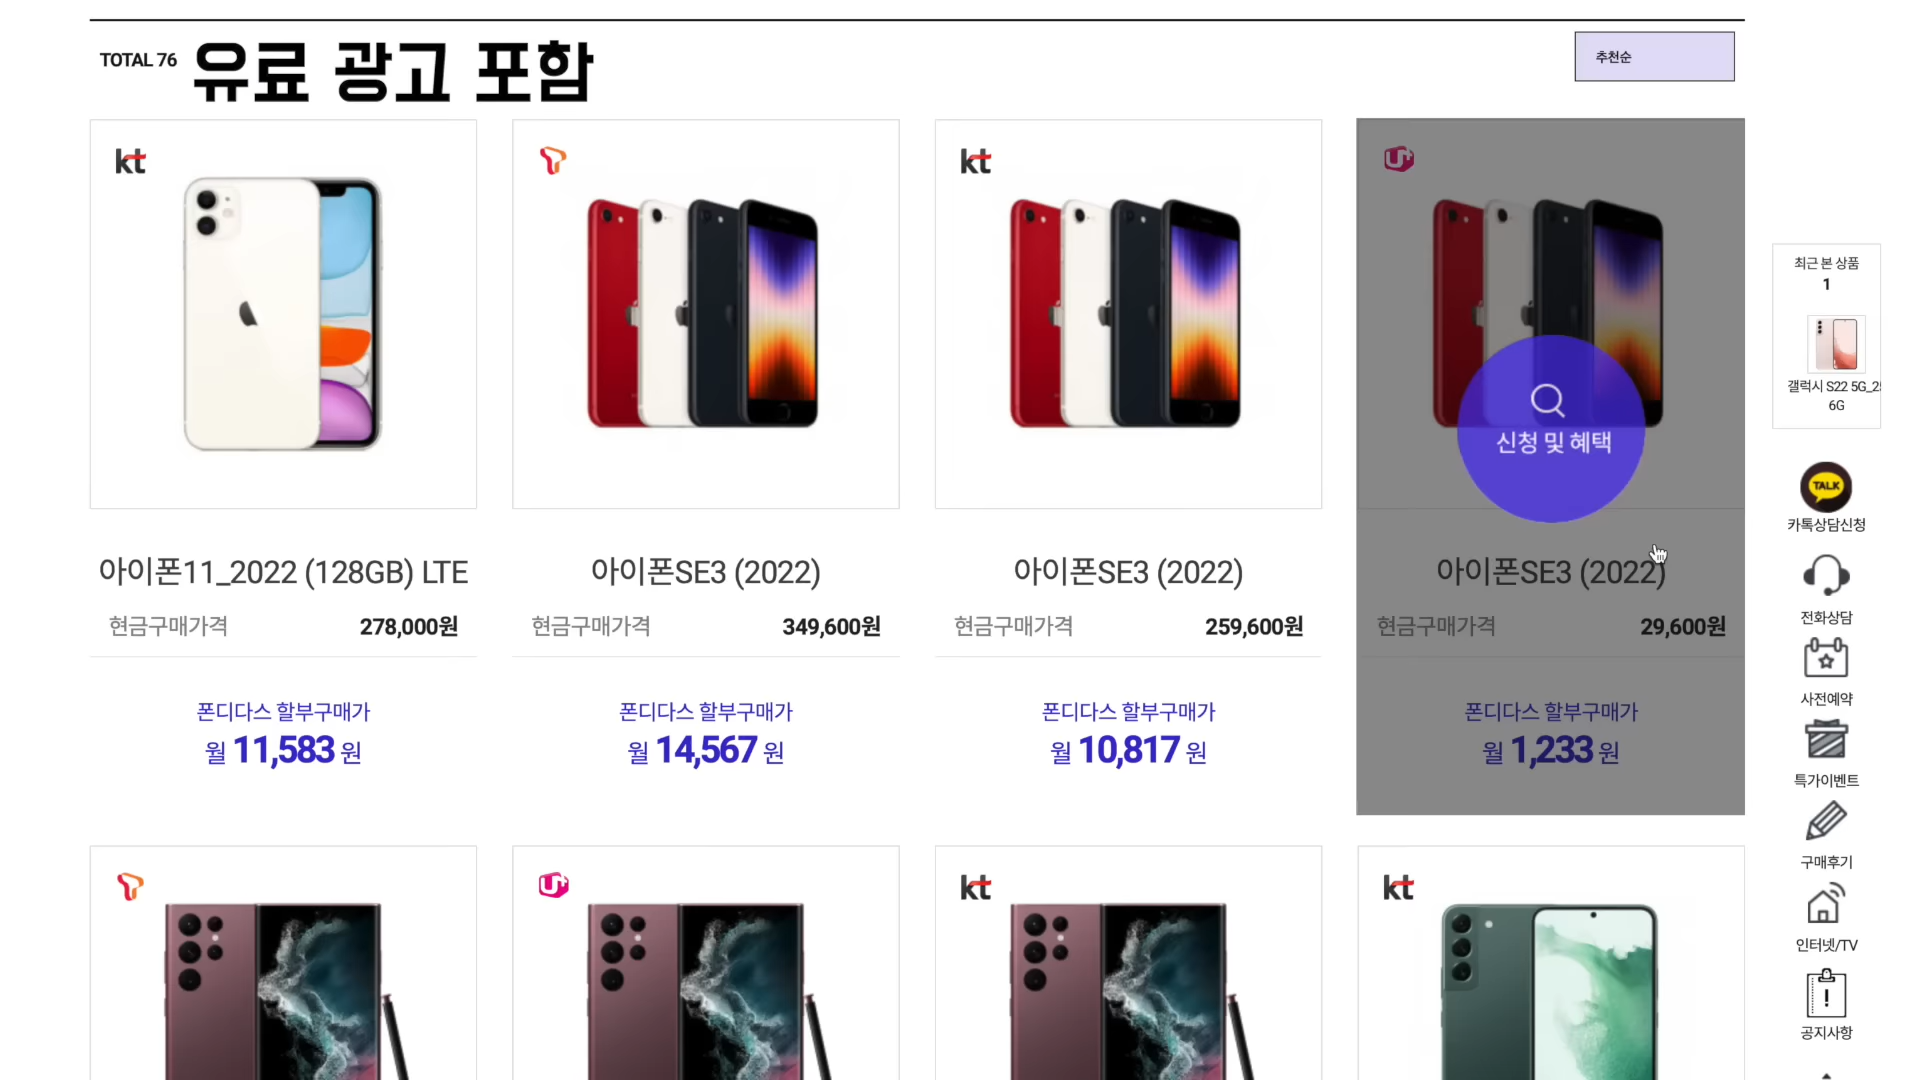 TOTAL 76
유료 광고 포함
추천순
kt
kt
U+
신청 및 혜택
아이폰11_2022 (128GB) LTE
현금구매가격 278,000원
폰디다스 할부구매가
월 11,583 원
아이폰SE3 (2022)
현금구매가격 349,600원
폰디다스 할부구매가
월 14,567 원
아이폰SE3 (2022)
현금구매가격 259,600원
폰디다스 할부구매가
월 10,817 원
아이폰SE3 (2022)
현금구매가격 29,600원
폰디다스 할부구매가
월 1,233 원
U+
kt
kt
최근 본 상품
1
갤럭시 S22 5G_25
6G
TALK
카톡상담신청
전화상담
사전예약
특가이벤트
구매후기
인터넷/TV
공지사항